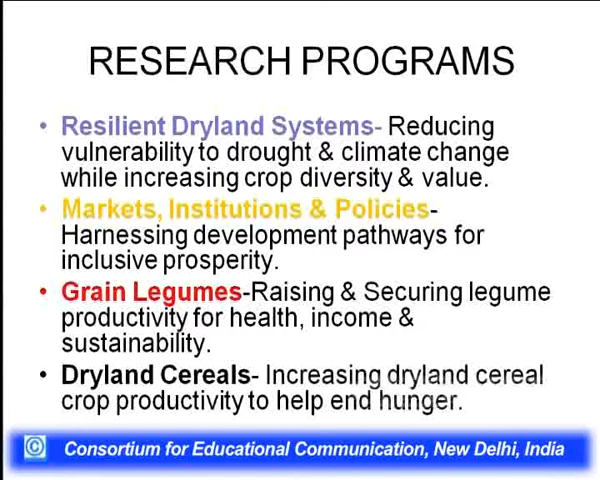 RESEARCH PROGRAMS
• Resilient Dryland Systems- Reducing
vulnerability to drought & climate change
while increasing crop diversity & value.
• Markets, Institutions & Policies-
Harnessing development pathways for
inclusive prosperity.
• Grain Legumes-Raising & Securing legume
productivity for health, income &
sustainability.
• Dryland Cereals- Increasing dryland cereal
crop productivity to help end hunger.
© Consortium for Educational Communication, New Delhi, India